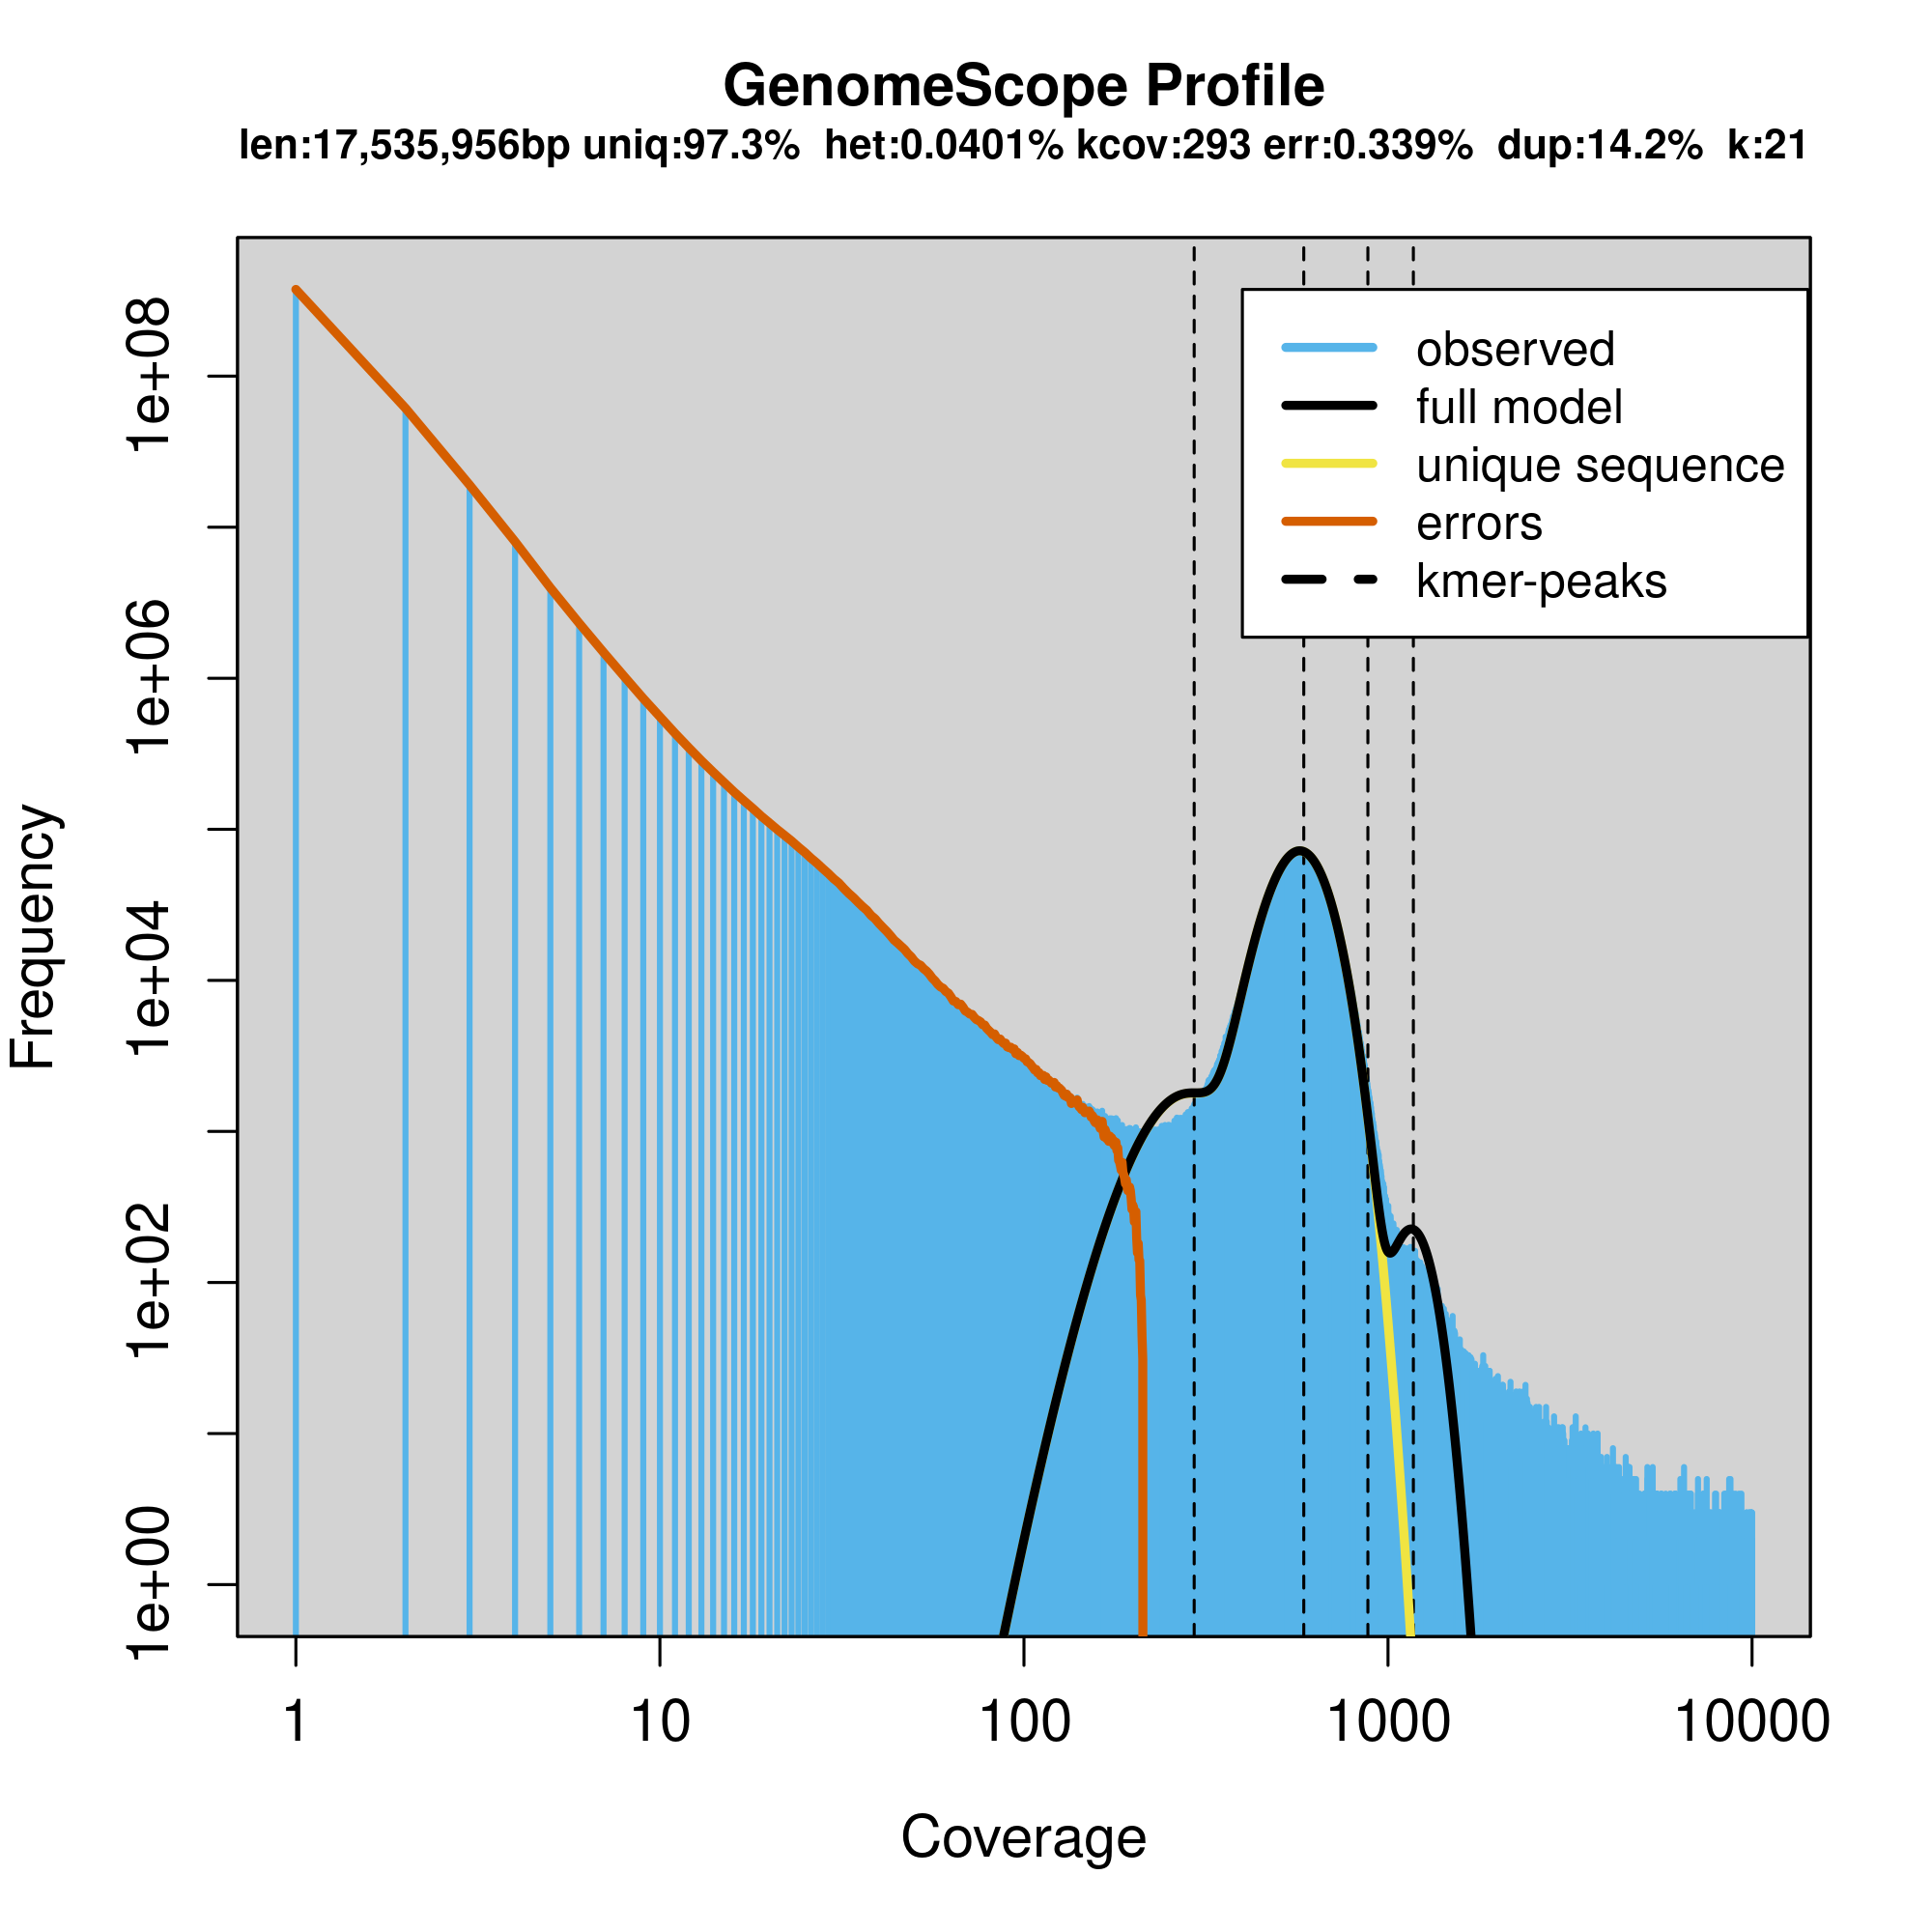 GenomeScope Profile
len:17,535,956bp uniq:97.3% het:0.0401% kcov:293 err:0.339% dup:14.2% k:21
observed
full model
unique sequence
errors
kmer-peaks
Frequency
1e+08
1e+06
1e+04
1e+02
1e+00
1 10 100 1000 10000
Coverage